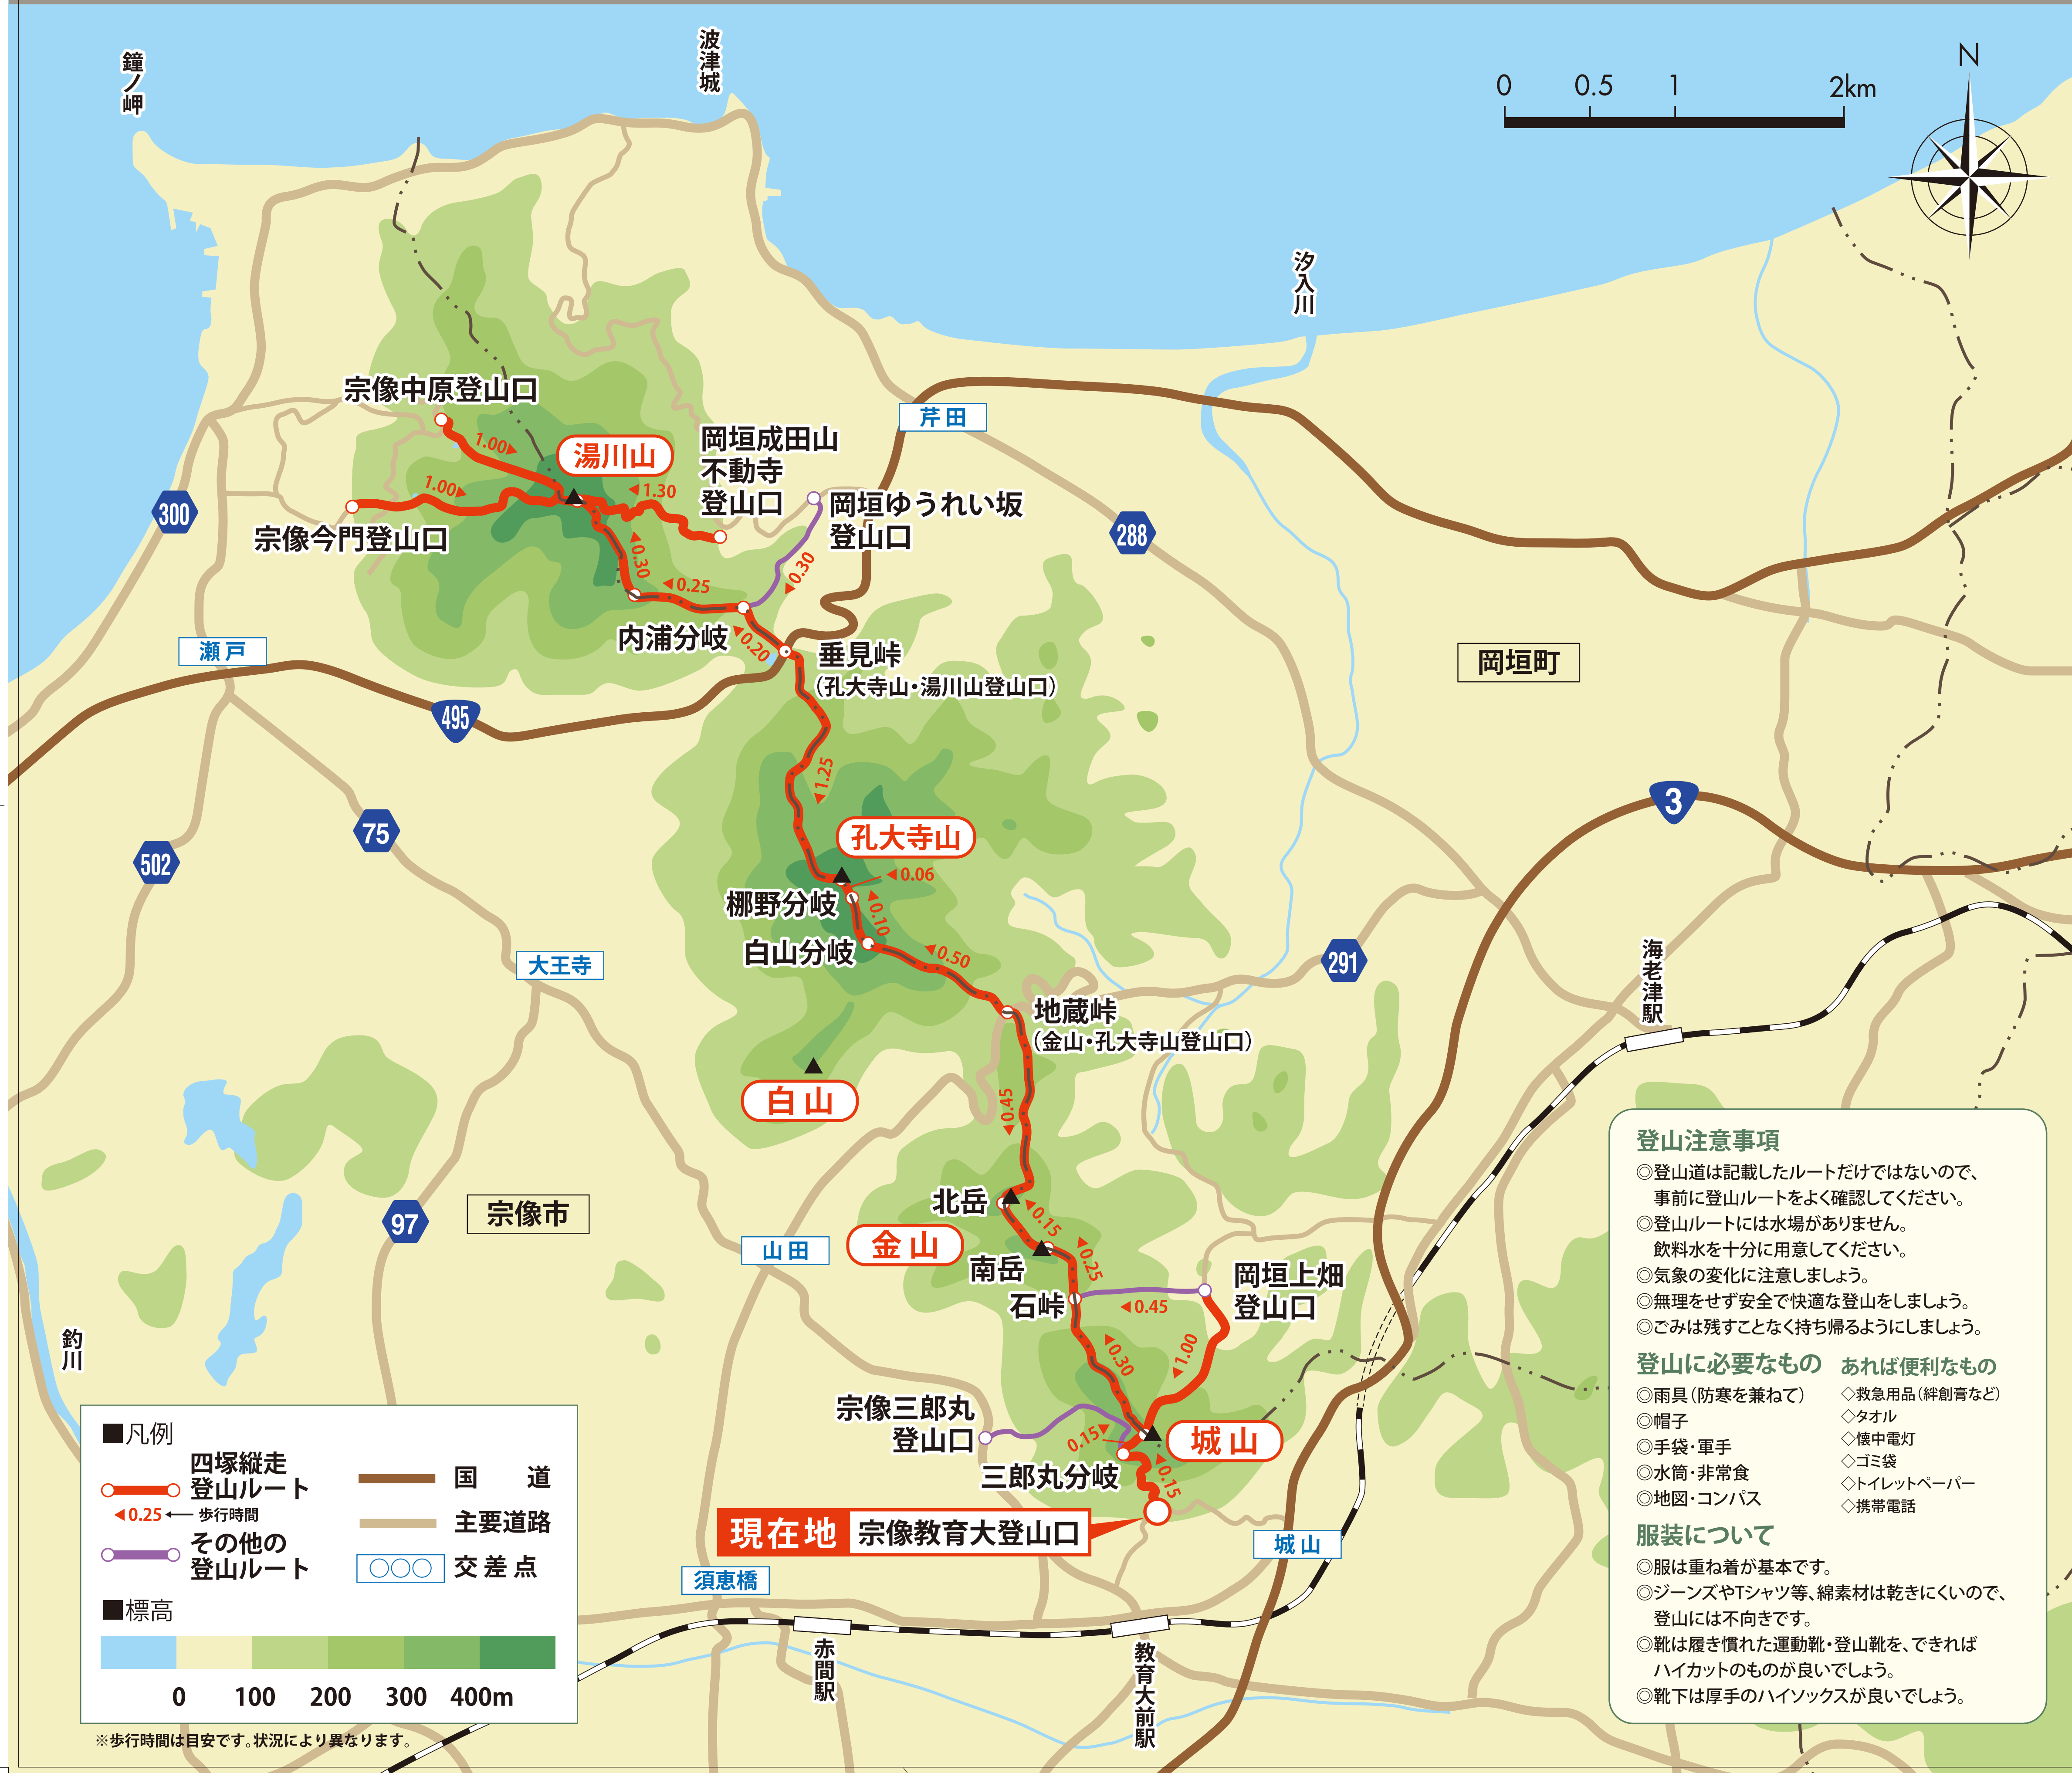 鐘ノ岬
波津城
汐入川
0 0.5 1 2km
N
宗像中原登山口
1.00
湯川山
岡垣成田山
不動寺
登山口
芹田
1.00
1.30
岡垣ゆうれい坂
登山口
300
宗像今門登山口
288
0.30
0.25
0.30
内浦分岐
0.20
瀬戸
垂見峠
（孔大寺山・湯川山登山口）
岡垣町
495
1.25
3
75
孔大寺山
502
0.06
棚野分岐
0.10
白山分岐
0.50
大王寺
291
海老津駅
地蔵峠
（金山・孔大寺山登山口）
白山
0.45
北岳
0.15
97
宗像市
山田
金山
0.25
南岳
岡垣上畑
登山口
石峠
0.45
釣川
0.30
1.00
宗像三郎丸
登山口
0.15
城山
三郎丸分岐
0.15
現在地 宗像教育大登山口
城山
須恵橋
赤間駅
教育大前駅
■凡例
四塚縦走
登山ルート
0.25 歩行時間
その他の
登山ルート
国道
主要道路
○○○ 交差点
■標高
0 100 200 300 400m
※歩行時間は目安です。状況により異なります。
登山注意事項
◎登山道は記載したルートだけではないので、
事前に登山ルートをよく確認してください。
◎登山ルートには水場がありません。
飲料水を十分に用意してください。
◎気象の変化に注意しましょう。
◎無理をせず安全で快適な登山をしましょう。
◎ごみは残すことなく持ち帰るようにしましょう。
登山に必要なもの
◎雨具（防寒を兼ねて）
◎帽子
◎手袋・軍手
◎水筒・非常食
◎地図・コンパス
あれば便利なもの
◇救急用品（絆創膏など）
◇タオル
◇懐中電灯
◇ゴミ袋
◇トイレットペーパー
◇携帯電話
服装について
◎服は重ね着が基本です。
◎ジーンズやTシャツ等、綿素材は乾きにくいので、
登山には不向きです。
◎靴は履き慣れた運動靴・登山靴を、できれば
ハイカットのものが良いでしょう。
◎靴下は厚手のハイソックスが良いでしょう。